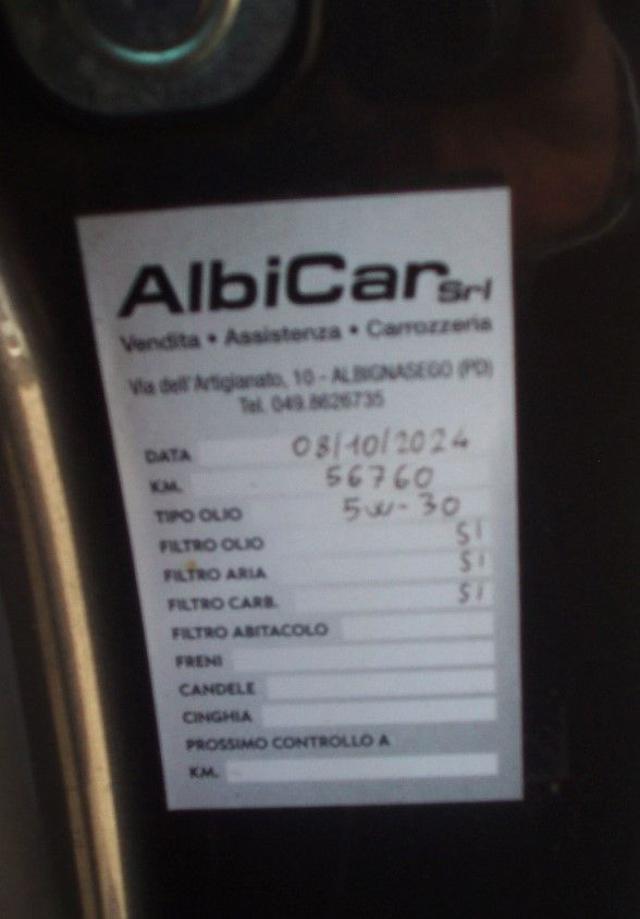 AlbiCar Srl
Vendita • Assistenza • Carrozzeria
Via dell'Artigianato, 10 - ALBIGNASEGO (PD)
Tel. 049.8626735
DATA 08/10/2024
KM. 56760
TIPO OLIO 5W-30
FILTRO OLIO SI
FILTRO ARIA SI
FILTRO CARB. SI
FILTRO ABITACOLO
FRENI
CANDELE
CINGHIA
PROSSIMO CONTROLLO A
KM.